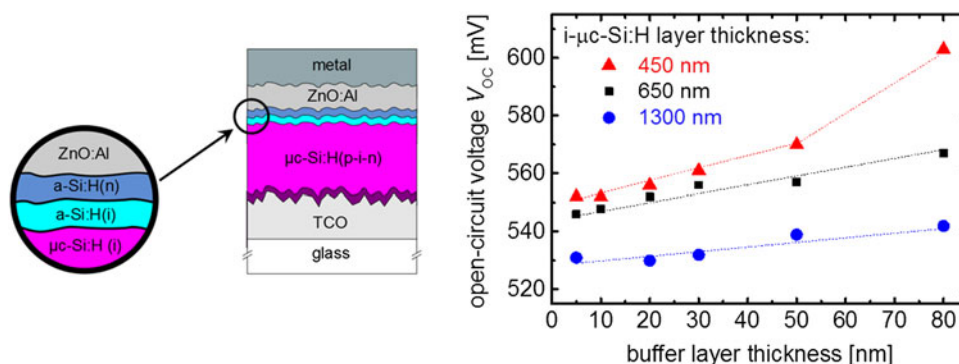 ZnO:Al
a-Si:H(n)
a-Si:H(i)
μc-Si:H (i)
metal
ZnO:Al
μc-Si:H(p-i-n)
TCO
glass
open-circuit voltage VOC [mV]
600
580
560
540
520
i-μc-Si:H layer thickness:
450 nm
650 nm
1300 nm
0 10 20 30 40 50 60 70 80
buffer layer thickness [nm]